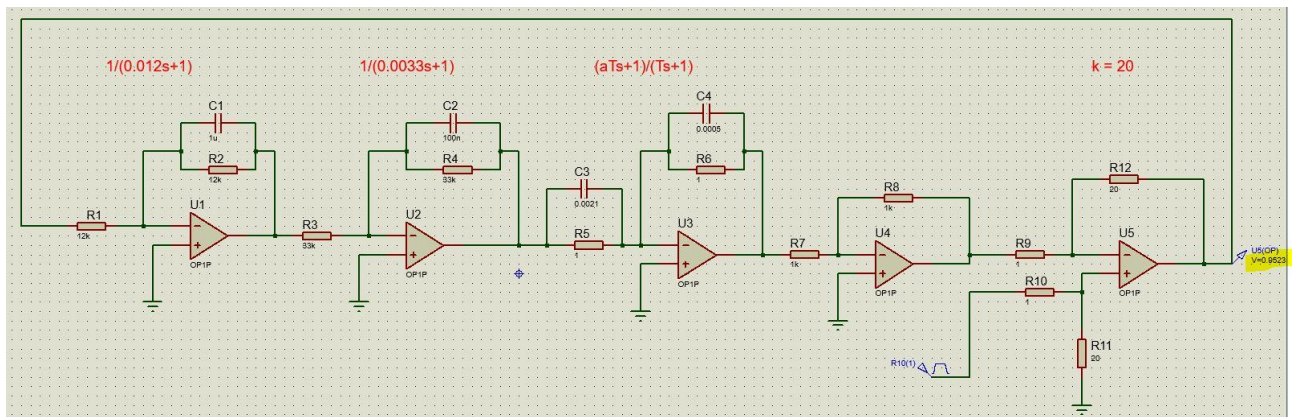 1/(0.012s+1)
1/(0.0033s+1)
(aTs+1)/(Ts+1)
k = 20
C1
1u
R2
12k
C2
100n
R4
33k
C4
0.0005
R6
1
C3
0.0021
R5
1
R12
20
R8
1k
R1
12k
U1
OP1P
R3
33k
U2
OP1P
U3
OP1P
R7
1k
U4
OP1P
R9
1
U5
OP1P
U5(OP)
V=0.9523
R10
1
R11
20
R10(1)